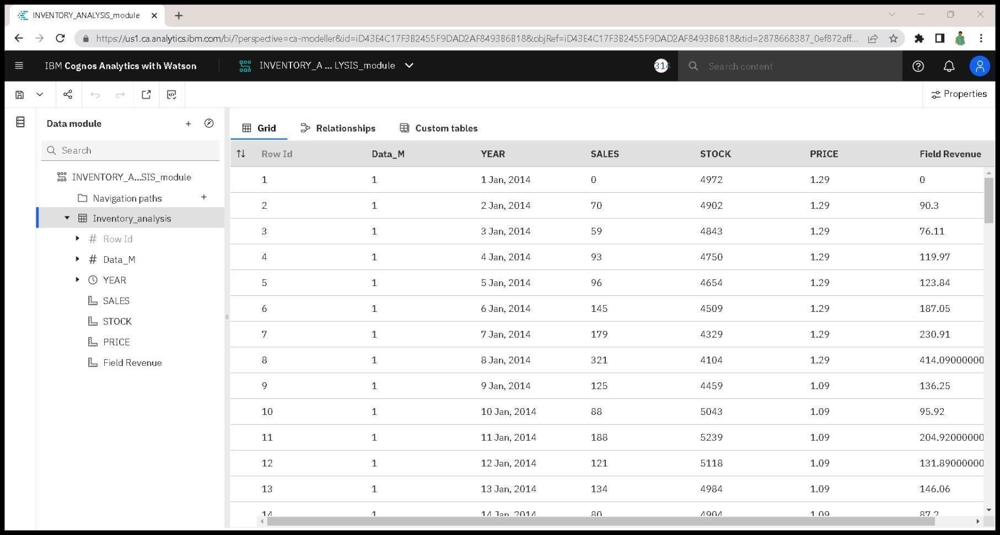 INVENTORY_ANALYSIS_module
https://us1.ca.analytics.ibm.com/bi/?perspective=ca-modeller&id=iD43E4C17F3B2455F9DAD2AF8493B6B18&objRef=iD43E4C17F3B2455F9DAD2AF8493B6B18&tid=2878668387_0ef872aff...
IBM Cognos Analytics with Watson INVENTORY_A ... LYSIS_module 314 Search content
Properties
Data module
Search
INVENTORY_A...SIS_module
Navigation paths
Inventory_analysis
# Row Id
# Data_M
YEAR
SALES
STOCK
PRICE
Field Revenue
Grid Relationships Custom tables
Row Id Data_M YEAR SALES STOCK PRICE Field Revenue
1 1 1 Jan, 2014 0 4972 1.29 0
2 1 2 Jan, 2014 70 4902 1.29 90.3
3 1 3 Jan, 2014 59 4843 1.29 76.11
4 1 4 Jan, 2014 93 4750 1.29 119.97
5 1 5 Jan, 2014 96 4654 1.29 123.84
6 1 6 Jan, 2014 145 4509 1.29 187.05
7 1 7 Jan, 2014 179 4329 1.29 230.91
8 1 8 Jan, 2014 321 4104 1.29 414.09000000
9 1 9 Jan, 2014 125 4459 1.09 136.25
10 1 10 Jan, 2014 88 5043 1.09 95.92
11 1 11 Jan, 2014 188 5239 1.09 204.92000000
12 1 12 Jan, 2014 121 5118 1.09 131.89000000
13 1 13 Jan, 2014 134 4984 1.09 146.06
14 1 14 Jan, 2014 80 4904 1.09 87.2